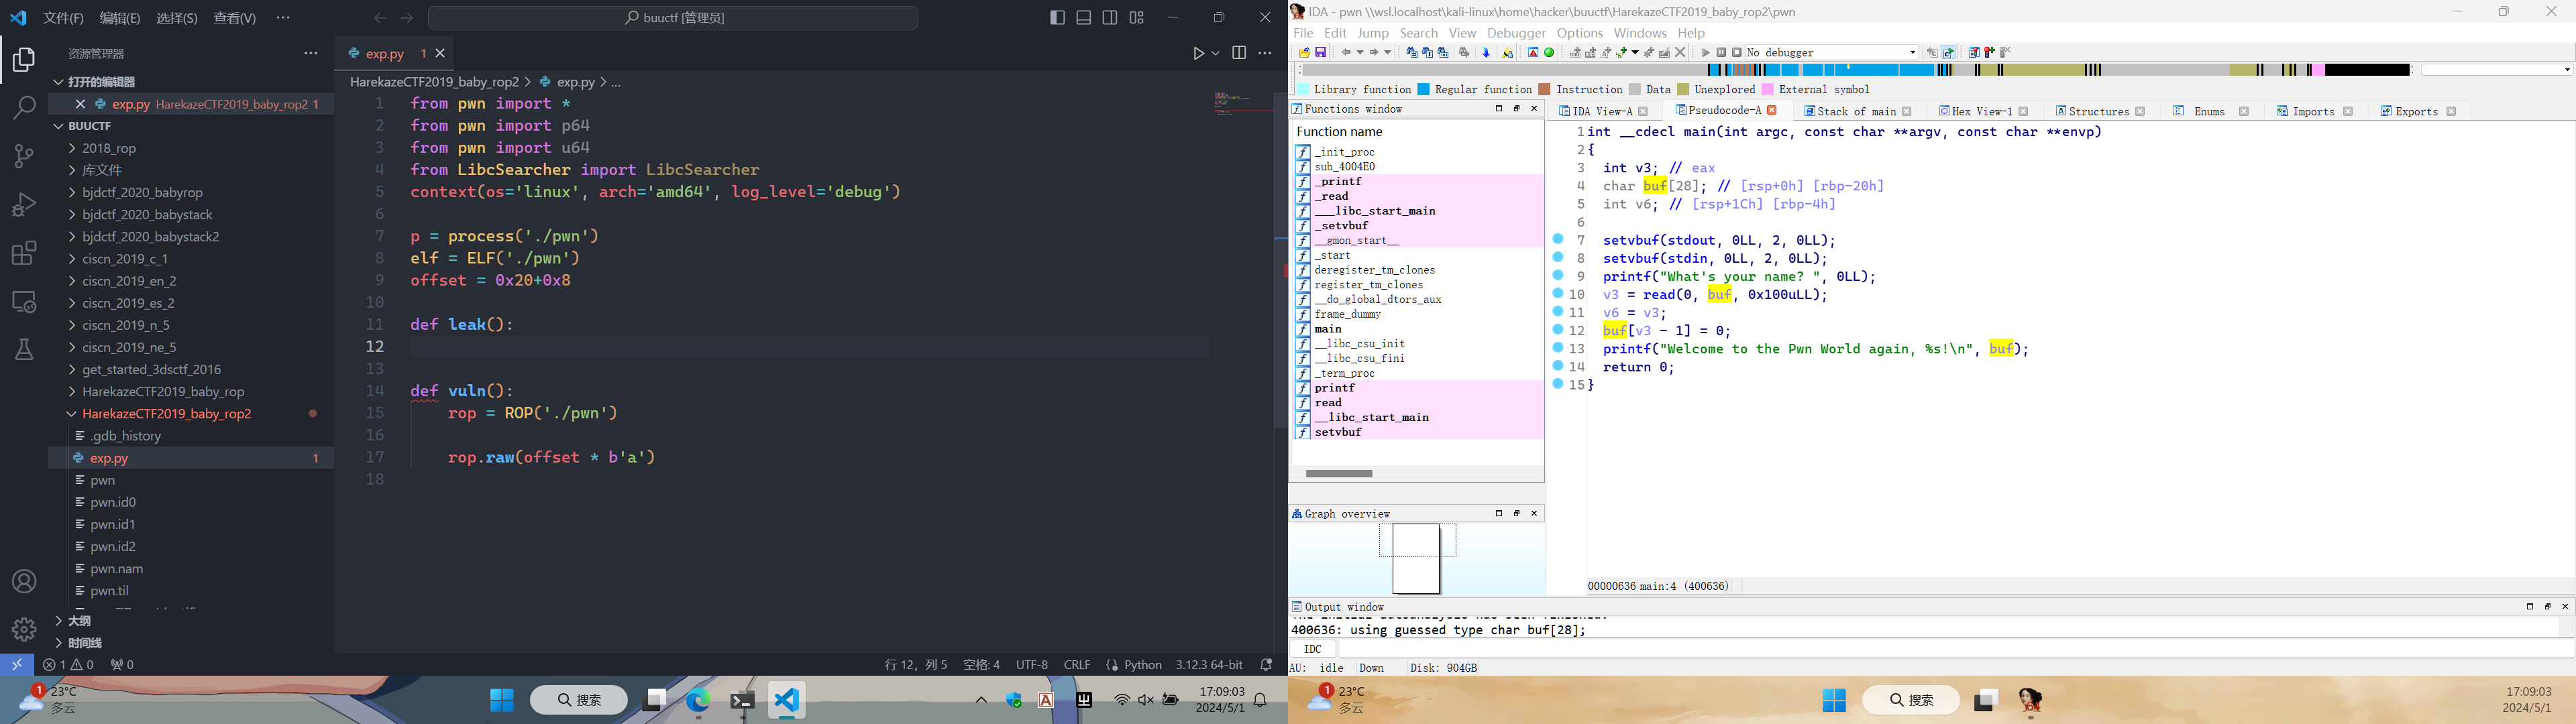 文件(F) 编辑(E) 选择(S) 查看(V) ··· buuctf [管理员]
资源管理器 ···
打开的编辑器
exp.py HarekazeCTF2019_baby_rop2 1
BUUCTF
2018_rop
库文件
bjdctf_2020_babyrop
bjdctf_2020_babystack
bjdctf_2020_babystack2
ciscn_2019_c_1
ciscn_2019_en_2
ciscn_2019_es_2
ciscn_2019_n_5
ciscn_2019_ne_5
get_started_3dsctf_2016
HarekazeCTF2019_baby_rop
HarekazeCTF2019_baby_rop2
.gdb_history
exp.py 1
pwn
pwn.id0
pwn.id1
pwn.id2
pwn.nam
pwn.til
大纲
时间线
exp.py 1
HarekazeCTF2019_baby_rop2 > exp.py > ...
1 from pwn import *
2 from pwn import p64
3 from pwn import u64
4 from LibcSearcher import LibcSearcher
5 context(os='linux', arch='amd64', log_level='debug')
6
7 p = process('./pwn')
8 elf = ELF('./pwn')
9 offset = 0x20+0x8
10
11 def leak():
12
13
14 def vuln():
15 rop = ROP('./pwn')
16
17 rop.raw(offset * b'a')
18
1 0 0 行 12，列 5 空格: 4 UTF-8 CRLF Python 3.12.3 64-bit
1
23°C
多云
搜索
17:09:03
2024/5/1
IDA - pwn \\wsl.localhost\kali-linux\home\hacker\buuctf\HarekazeCTF2019_baby_rop2\pwn
File Edit Jump Search View Debugger Options Windows Help
No debugger
Library function Regular function Instruction Data Unexplored External symbol
Functions window
Function name
_init_proc
sub_4004E0
_printf
_read
___libc_start_main
_setvbuf
__gmon_start__
_start
deregister_tm_clones
register_tm_clones
__do_global_dtors_aux
frame_dummy
main
__libc_csu_init
__libc_csu_fini
_term_proc
printf
read
__libc_start_main
setvbuf
Graph overview
IDA View-A Pseudocode-A Stack of main Hex View-1 Structures Enums Imports Exports
1 int __cdecl main(int argc, const char **argv, const char **envp)
2 {
3 int v3; // eax
4 char buf[28]; // [rsp+0h] [rbp-20h]
5 int v6; // [rsp+1Ch] [rbp-4h]
6
7 setvbuf(stdout, 0LL, 2, 0LL);
8 setvbuf(stdin, 0LL, 2, 0LL);
9 printf("What's your name? ", 0LL);
10 v3 = read(0, buf, 0x100uLL);
11 v6 = v3;
12 buf[v3 - 1] = 0;
13 printf("Welcome to the Pwn World again, %s!\n", buf);
14 return 0;
15 }
00000636 main:4 (400636)
Output window
400636: using guessed type char buf[28];
IDC
AU: idle Down Disk: 904GB
1
23°C
多云
搜索
17:09:03
2024/5/1